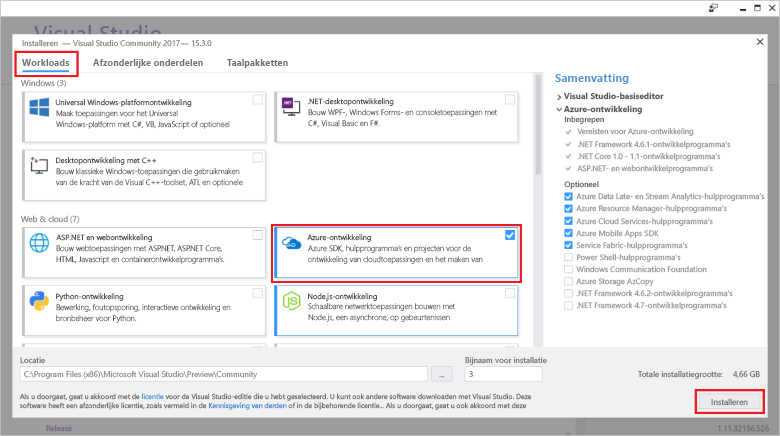 Visual Studio
Installeren — Visual Studio Community 2017— 15.3.0
Workloads
Afzonderlijke onderdelen
Taalpakketten
Windows (3)
Universal Windows-platformontwikkeling
Maak toepassingen voor het Universal
Windows-platform met C#, VB, JavaScript of optioneel
.NET-desktopontwikkeling
Bouw WPF-, Windows Forms- en consoletoepassingen met
C#, Visual Basic en F#.
Desktopontwikkeling met C++
Bouw klassieke Windows-toepassingen die gebruikmaken
van de kracht van de Visual C++-toolset, ATL en optionele
Web & cloud (7)
ASP.NET en webontwikkeling
Bouw webtoepassingen met ASP.NET, ASP.NET Core,
HTML, Javascript en containerontwikkelprogramma's.
Azure-ontwikkeling
Azure SDK, hulpprogramma's en projecten voor de
ontwikkeling van cloudtoepassingen en het maken van
Python-ontwikkeling
Bewerking, foutopsporing, interactieve ontwikkeling en
bronbeheer voor Python.
Node.js-ontwikkeling
Schaalbare netwerktoepassingen bouwen met
Node.js, een asynchrone, op gebeurtenissen
Samenvatting
Visual Studio-basiseditor
Azure-ontwikkeling
Inbegrepen
Vereisten voor Azure-ontwikkeling
.NET Framework 4.6.1-ontwikkelprogramma's
.NET Core 1.0 - 1.1-ontwikkelprogramma's
ASP.NET- en webontwikkelprogramma's
Optioneel
Azure Data Late- en Stream Analytics-hulpprogramma's
Azure Resource Manager-hulpprogramma's
Azure Cloud Services-hulpprogramma's
Azure Mobile Apps SDK
Service Fabric-hulpprogramma's
Power Shell-hulpprogramma's
Windows Communication Foundation
Azure Storage AzCopy
.NET Framework 4.6.2-ontwikkelprogramma's
.NET Framework 4.7-ontwikkelprogramma's
Locatie
C:\Program Files (x86)\Microsoft Visual Studio\Preview\Community
...
Bijnaam voor installatie
3
Totale installatiegrootte: 4,66 GB
Als u doorgaat, gaat u akkoord met de licentie voor de Visual Studio-editie die u hebt geselecteerd. U kunt ook andere software downloaden met Visual Studio. Deze
software heeft een afzonderlijke licentie, zoals vermeld in de Kennisgeving van derden of in de bijbehorende licentie... Als u doorgaat, gaat u ook akkoord met deze
Installeren
Release
1.11.32156.526